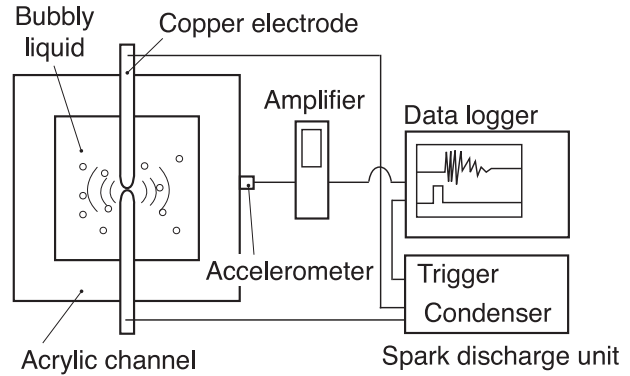 Bubbly
liquid
Copper electrode
Amplifier
Data logger
Accelerometer
Trigger
Condenser
Acrylic channel
Spark discharge unit